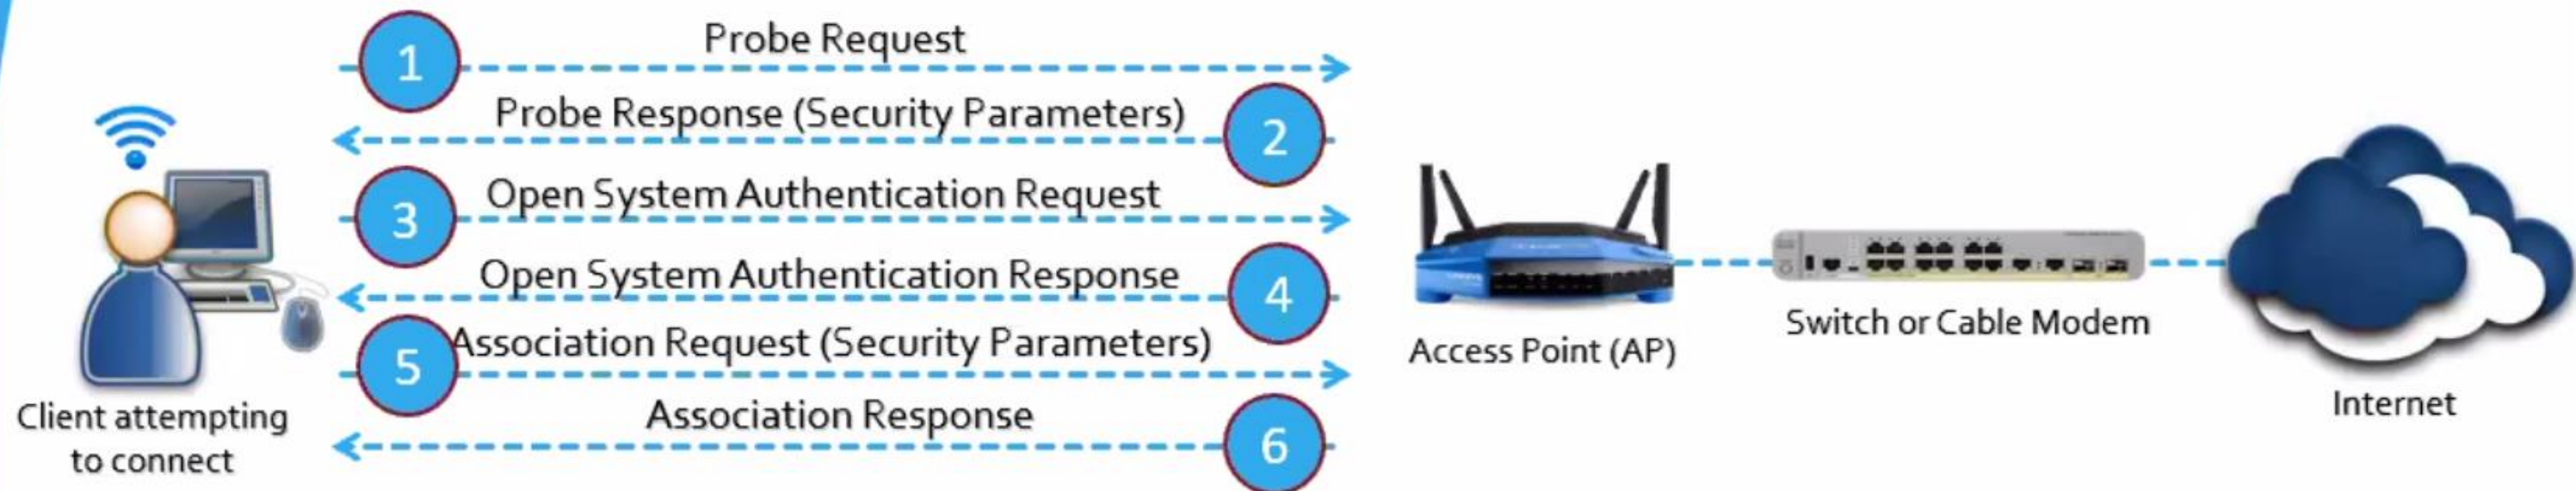 1
Probe Request
Probe Response (Security Parameters)
2
3
Open System Authentication Request
Open System Authentication Response
4
5
Association Request (Security Parameters)
Association Response
6
Client attempting
to connect
Access Point (AP)
Switch or Cable Modem
Internet